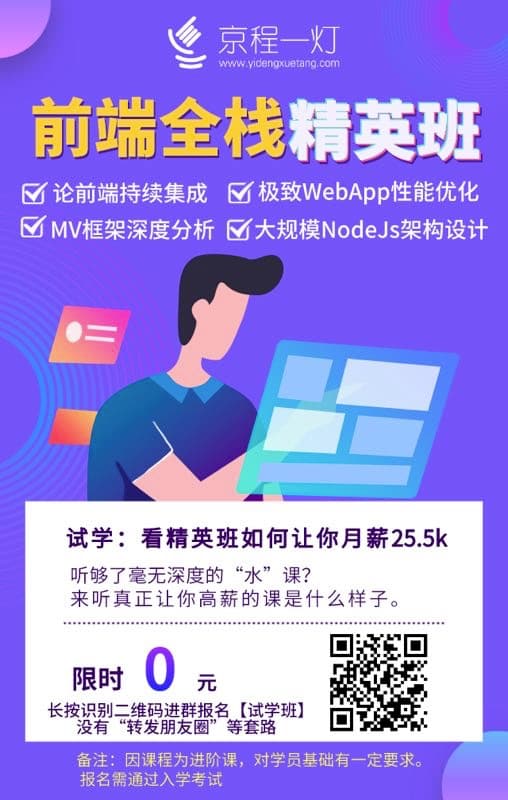 京程一灯
www.yidengxuetang.com
前端全栈精英班
论前端持续集成
极致WebApp性能优化
MV框架深度分析
大规模NodeJs架构设计
试学：看精英班如何让你月薪25.5k
听够了毫无深度的“水”课？
来听真正让你高薪的课是什么样子。
限时 0 元
长按识别二维码进群报名【试学班】
没有“转发朋友圈”等套路
备注：因课程为进阶课，对学员基础有一定要求。
报名需通过入学考试